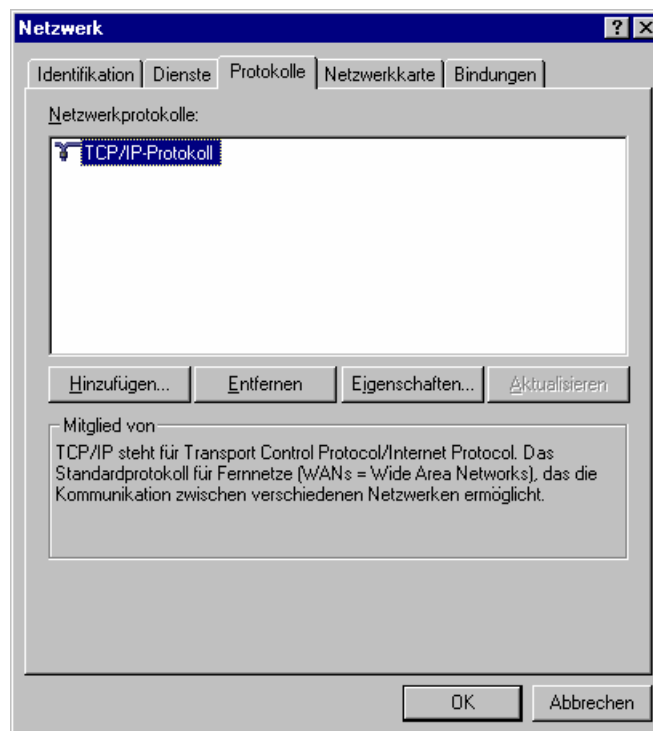 Netzwerk
Identifikation Dienste Protokolle Netzwerkkarte Bindungen
Netzwerkprotokolle:
TCP/IP-Protokoll
Hinzufügen... Entfernen Eigenschaften... Aktualisieren
Mitglied von
TCP/IP steht für Transport Control Protocol/Internet Protocol. Das
Standardprotokoll für Fernnetze (WANs = Wide Area Networks), das die
Kommunikation zwischen verschiedenen Netzwerken ermöglicht.
OK Abbrechen